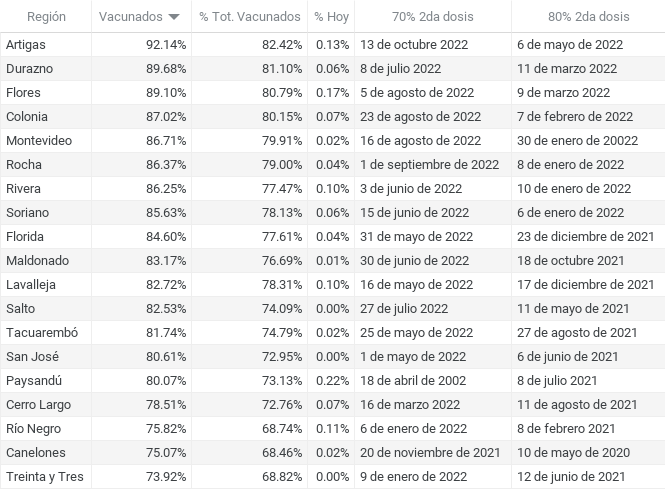 Región Vacunados % Tot. Vacunados % Hoy 70% 2da dosis 80% 2da dosis
Artigas 92.14% 82.42% 0.13% 13 de octubre 2022 6 de mayo de 2022
Durazno 89.68% 81.10% 0.06% 8 de julio 2022 11 de marzo 2022
Flores 89.10% 80.79% 0.17% 5 de agosto de 2022 9 de marzo 2022
Colonia 87.02% 80.15% 0.07% 23 de agosto de 2022 7 de febrero de 2022
Montevideo 86.71% 79.91% 0.02% 16 de agosto de 2022 30 de enero de 20022
Rocha 86.37% 79.00% 0.04% 1 de septiembre de 2022 8 de enero de 2022
Rivera 86.25% 77.47% 0.10% 3 de junio de 2022 10 de enero de 2022
Soriano 85.63% 78.13% 0.06% 15 de junio de 2022 6 de enero de 2022
Florida 84.60% 77.61% 0.04% 31 de mayo de 2022 23 de diciembre de 2021
Maldonado 83.17% 76.69% 0.01% 30 de junio de 2022 18 de octubre 2021
Lavalleja 82.72% 78.31% 0.10% 16 de mayo de 2022 17 de diciembre de 2021
Salto 82.53% 74.09% 0.00% 27 de julio 2022 11 de mayo de 2021
Tacuarembó 81.74% 74.79% 0.02% 25 de mayo de 2022 27 de agosto de 2021
San José 80.61% 72.95% 0.00% 1 de mayo de 2022 6 de junio de 2021
Paysandú 80.07% 73.13% 0.22% 18 de abril de 2002 8 de julio 2021
Cerro Largo 78.51% 72.76% 0.07% 16 de marzo 2022 11 de agosto de 2021
Río Negro 75.82% 68.74% 0.11% 6 de enero de 2022 8 de febrero 2021
Canelones 75.07% 68.46% 0.02% 20 de noviembre de 2021 10 de mayo de 2020
Treinta y Tres 73.92% 68.82% 0.00% 9 de enero de 2022 12 de junio de 2021